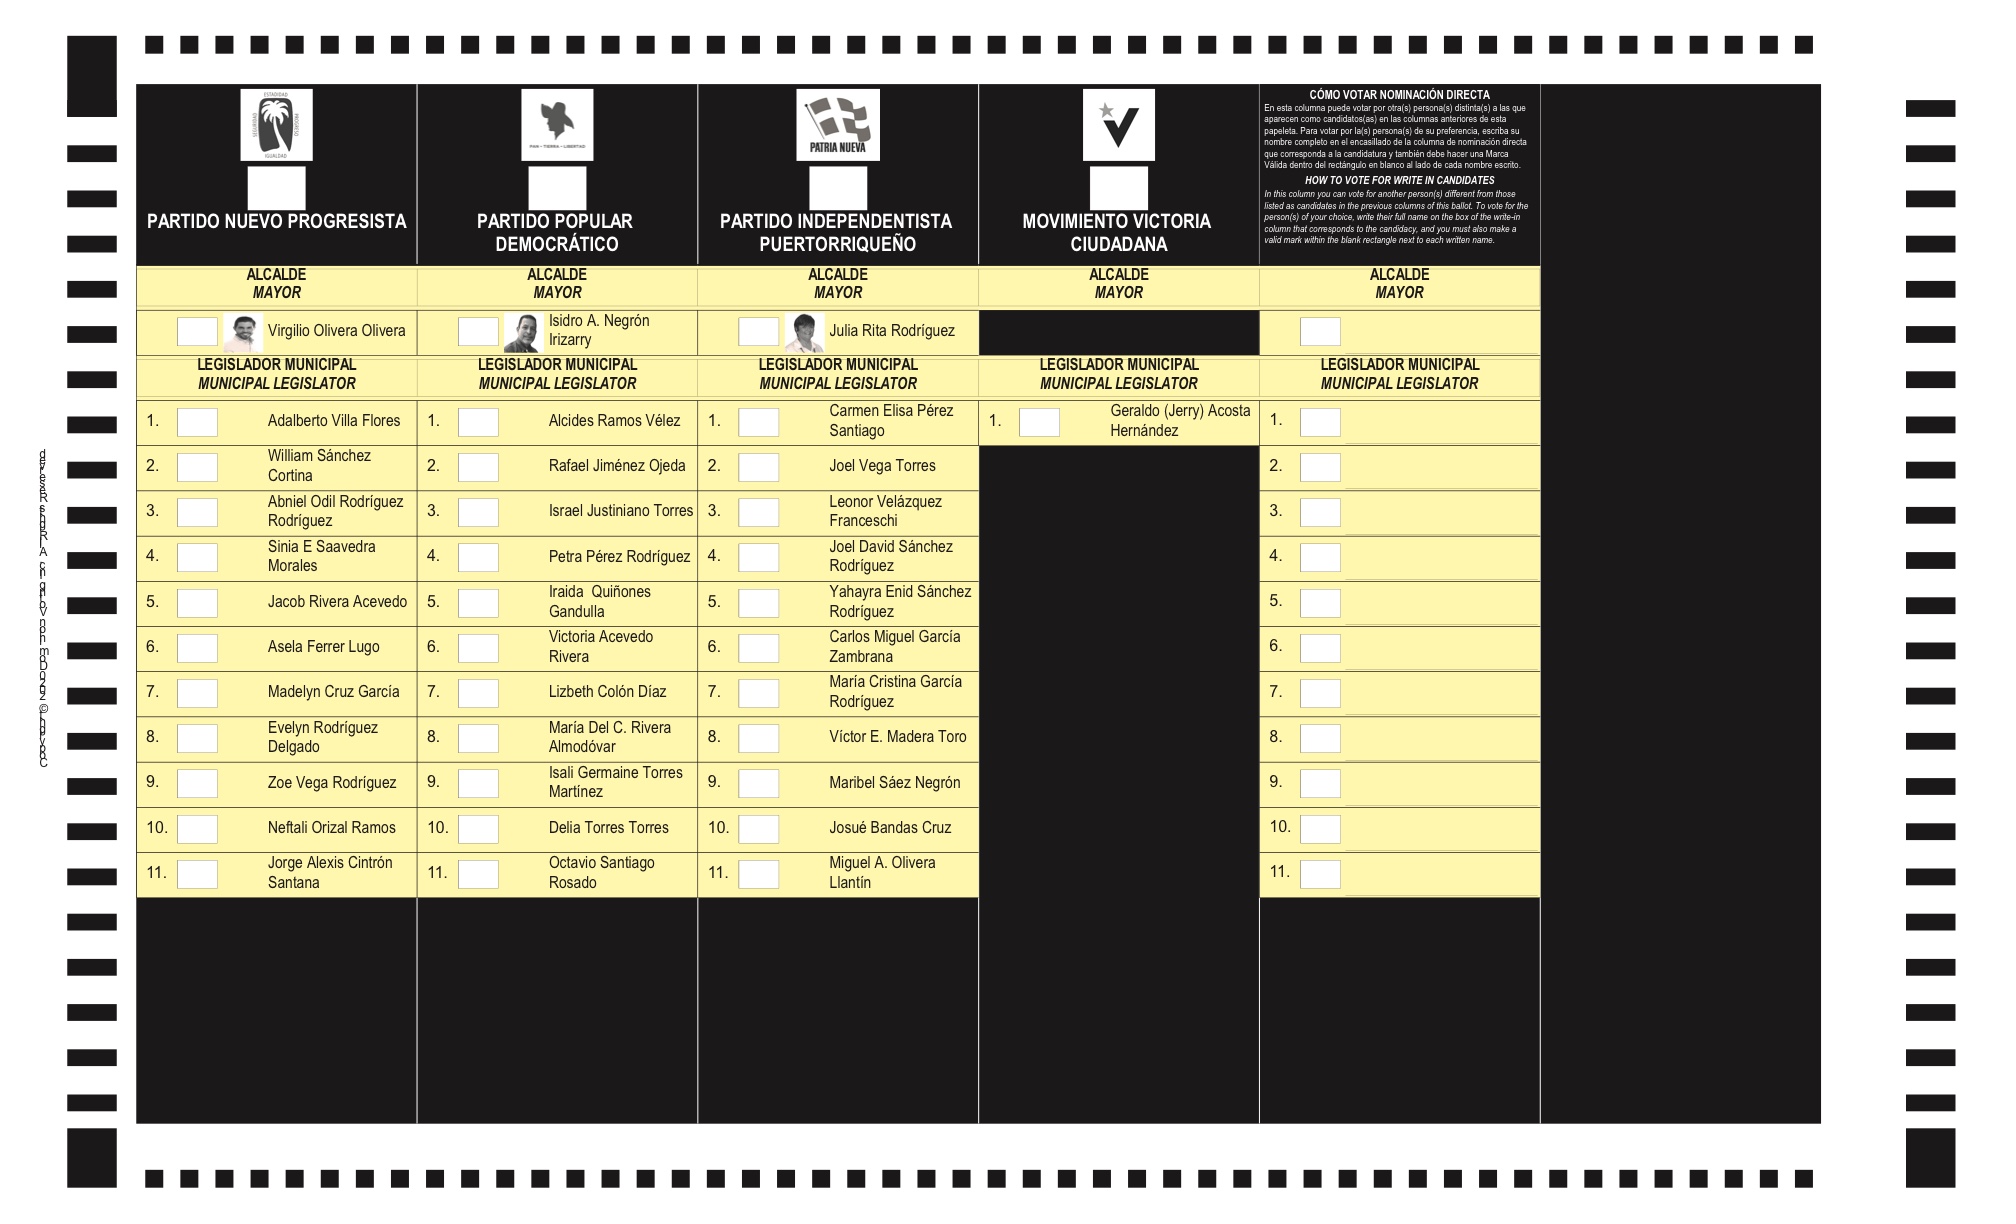 ESTADIDAD
SEGURIDAD
PROGRESO
IGUALDAD
PARTIDO NUEVO PROGRESISTA
ALCALDE
MAYOR
Virgilio Olivera Olivera
LEGISLADOR MUNICIPAL
MUNICIPAL LEGISLATOR
1. Adalberto Villa Flores
2. William Sánchez
Cortina
3. Abniel Odil Rodríguez
Rodríguez
4. Sinia E Saavedra
Morales
5. Jacob Rivera Acevedo
6. Asela Ferrer Lugo
7. Madelyn Cruz García
8. Evelyn Rodríguez
Delgado
9. Zoe Vega Rodríguez
10. Neftali Orizal Ramos
11. Jorge Alexis Cintrón
Santana
PAN - TIERRA - LIBERTAD
PARTIDO POPULAR
DEMOCRÁTICO
ALCALDE
MAYOR
Isidro A. Negrón
Irizarry
LEGISLADOR MUNICIPAL
MUNICIPAL LEGISLATOR
1. Alcides Ramos Vélez
2. Rafael Jiménez Ojeda
3. Israel Justiniano Torres
4. Petra Pérez Rodríguez
5. Iraida Quiñones
Gandulla
6. Victoria Acevedo
Rivera
7. Lizbeth Colón Díaz
8. María Del C. Rivera
Almodóvar
9. Isali Germaine Torres
Martínez
10. Delia Torres Torres
11. Octavio Santiago
Rosado
PATRIA NUEVA
PARTIDO INDEPENDENTISTA
PUERTORRIQUEÑO
ALCALDE
MAYOR
Julia Rita Rodríguez
LEGISLADOR MUNICIPAL
MUNICIPAL LEGISLATOR
1. Carmen Elisa Pérez
Santiago
2. Joel Vega Torres
3. Leonor Velázquez
Franceschi
4. Joel David Sánchez
Rodríguez
5. Yahayra Enid Sánchez
Rodríguez
6. Carlos Miguel García
Zambrana
7. María Cristina García
Rodríguez
8. Víctor E. Madera Toro
9. Maribel Sáez Negrón
10. Josué Bandas Cruz
11. Miguel A. Olivera
Llantín
MOVIMIENTO VICTORIA
CIUDADANA
ALCALDE
MAYOR
LEGISLADOR MUNICIPAL
MUNICIPAL LEGISLATOR
1. Geraldo (Jerry) Acosta
Hernández
CÓMO VOTAR NOMINACIÓN DIRECTA
En esta columna puede votar por otra(s) persona(s) distinta(s) a las que
aparecen como candidatos(as) en las columnas anteriores de esta
papeleta. Para votar por la(s) persona(s) de su preferencia, escriba su
nombre completo en el encasillado de la columna de nominación directa
que corresponda a la candidatura y también debe hacer una Marca
Válida dentro del rectángulo en blanco al lado de cada nombre escrito.
HOW TO VOTE FOR WRITE IN CANDIDATES
In this column you can vote for another person(s) different from those
listed as candidates in the previous columns of this ballot. To vote for the
person(s) of your choice, write their full name on the box of the write-in
column that corresponds to the candidacy, and you must also make a
valid mark within the blank rectangle next to each written name.
ALCALDE
MAYOR
LEGISLADOR MUNICIPAL
MUNICIPAL LEGISLATOR
1.
2.
3.
4.
5.
6.
7.
8.
9.
10.
11.